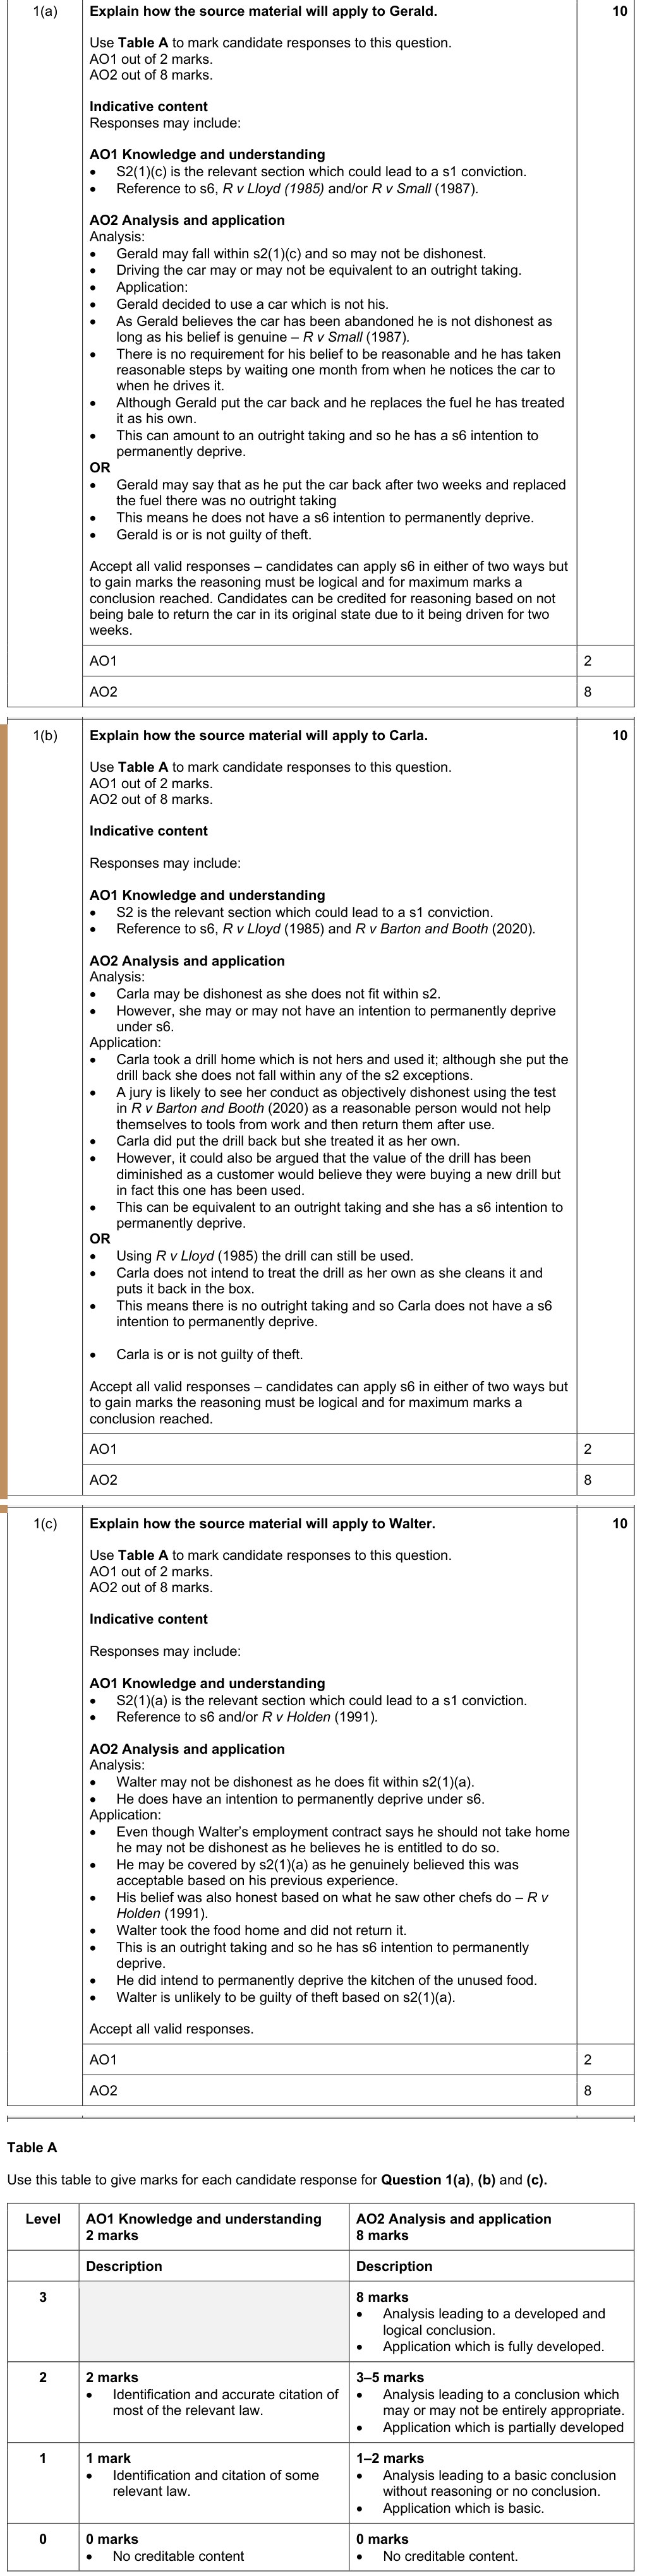 1(a)
Explain how the source material will apply to Gerald.
10
Use Table A to mark candidate responses to this question.
AO1 out of 2 marks.
AO2 out of 8 marks.
Indicative content
Responses may include:
AO1 Knowledge and understanding
• S2(1)(c) is the relevant section which could lead to a s1 conviction.
• Reference to s6, R v Lloyd (1985) and/or R v Small (1987).
AO2 Analysis and application
Analysis:
• Gerald may fall within s2(1)(c) and so may not be dishonest.
• Driving the car may or may not be equivalent to an outright taking.
• Application:
• Gerald decided to use a car which is not his.
• As Gerald believes the car has been abandoned he is not dishonest as
long as his belief is genuine – R v Small (1987).
• There is no requirement for his belief to be reasonable and he has taken
reasonable steps by waiting one month from when he notices the car to
when he drives it.
• Although Gerald put the car back and he replaces the fuel he has treated
it as his own.
• This can amount to an outright taking and so he has a s6 intention to
permanently deprive.
OR
• Gerald may say that as he put the car back after two weeks and replaced
the fuel there was no outright taking
• This means he does not have a s6 intention to permanently deprive.
• Gerald is or is not guilty of theft.
Accept all valid responses – candidates can apply s6 in either of two ways but
to gain marks the reasoning must be logical and for maximum marks a
conclusion reached. Candidates can be credited for reasoning based on not
being bale to return the car in its original state due to it being driven for two
weeks.
AO1
2
AO2
8
1(b)
Explain how the source material will apply to Carla.
10
Use Table A to mark candidate responses to this question.
AO1 out of 2 marks.
AO2 out of 8 marks.
Indicative content
Responses may include:
AO1 Knowledge and understanding
• S2 is the relevant section which could lead to a s1 conviction.
• Reference to s6, R v Lloyd (1985) and R v Barton and Booth (2020).
AO2 Analysis and application
Analysis:
• Carla may be dishonest as she does not fit within s2.
• However, she may or may not have an intention to permanently deprive
under s6.
Application:
• Carla took a drill home which is not hers and used it; although she put the
drill back she does not fall within any of the s2 exceptions.
• A jury is likely to see her conduct as objectively dishonest using the test
in R v Barton and Booth (2020) as a reasonable person would not help
themselves to tools from work and then return them after use.
• Carla did put the drill back but she treated it as her own.
• However, it could also be argued that the value of the drill has been
diminished as a customer would believe they were buying a new drill but
in fact this one has been used.
• This can be equivalent to an outright taking and she has a s6 intention to
permanently deprive.
OR
• Using R v Lloyd (1985) the drill can still be used.
• Carla does not intend to treat the drill as her own as she cleans it and
puts it back in the box.
• This means there is no outright taking and so Carla does not have a s6
intention to permanently deprive.
• Carla is or is not guilty of theft.
Accept all valid responses – candidates can apply s6 in either of two ways but
to gain marks the reasoning must be logical and for maximum marks a
conclusion reached.
AO1
2
AO2
8
1(c)
Explain how the source material will apply to Walter.
10
Use Table A to mark candidate responses to this question.
AO1 out of 2 marks.
AO2 out of 8 marks.
Indicative content
Responses may include:
AO1 Knowledge and understanding
• S2(1)(a) is the relevant section which could lead to a s1 conviction.
• Reference to s6 and/or R v Holden (1991).
AO2 Analysis and application
Analysis:
• Walter may not be dishonest as he does fit within s2(1)(a).
• He does have an intention to permanently deprive under s6.
Application:
• Even though Walter's employment contract says he should not take home
he may not be dishonest as he believes he is entitled to do so.
• He may be covered by s2(1)(a) as he genuinely believed this was
acceptable based on his previous experience.
• His belief was also honest based on what he saw other chefs do – R v
Holden (1991).
• Walter took the food home and did not return it.
• This is an outright taking and so he has s6 intention to permanently
deprive.
• He did intend to permanently deprive the kitchen of the unused food.
• Walter is unlikely to be guilty of theft based on s2(1)(a).
Accept all valid responses.
AO1
2
AO2
8
Table A
Use this table to give marks for each candidate response for Question 1(a), (b) and (c).
Level
AO1 Knowledge and understanding
2 marks
AO2 Analysis and application
8 marks
Description
Description
3
8 marks
• Analysis leading to a developed and
logical conclusion.
• Application which is fully developed.
2
2 marks
• Identification and accurate citation of
most of the relevant law.
3–5 marks
• Analysis leading to a conclusion which
may or may not be entirely appropriate.
• Application which is partially developed
1
1 mark
• Identification and citation of some
relevant law.
1–2 marks
• Analysis leading to a basic conclusion
without reasoning or no conclusion.
• Application which is basic.
0
0 marks
• No creditable content
0 marks
• No creditable content.